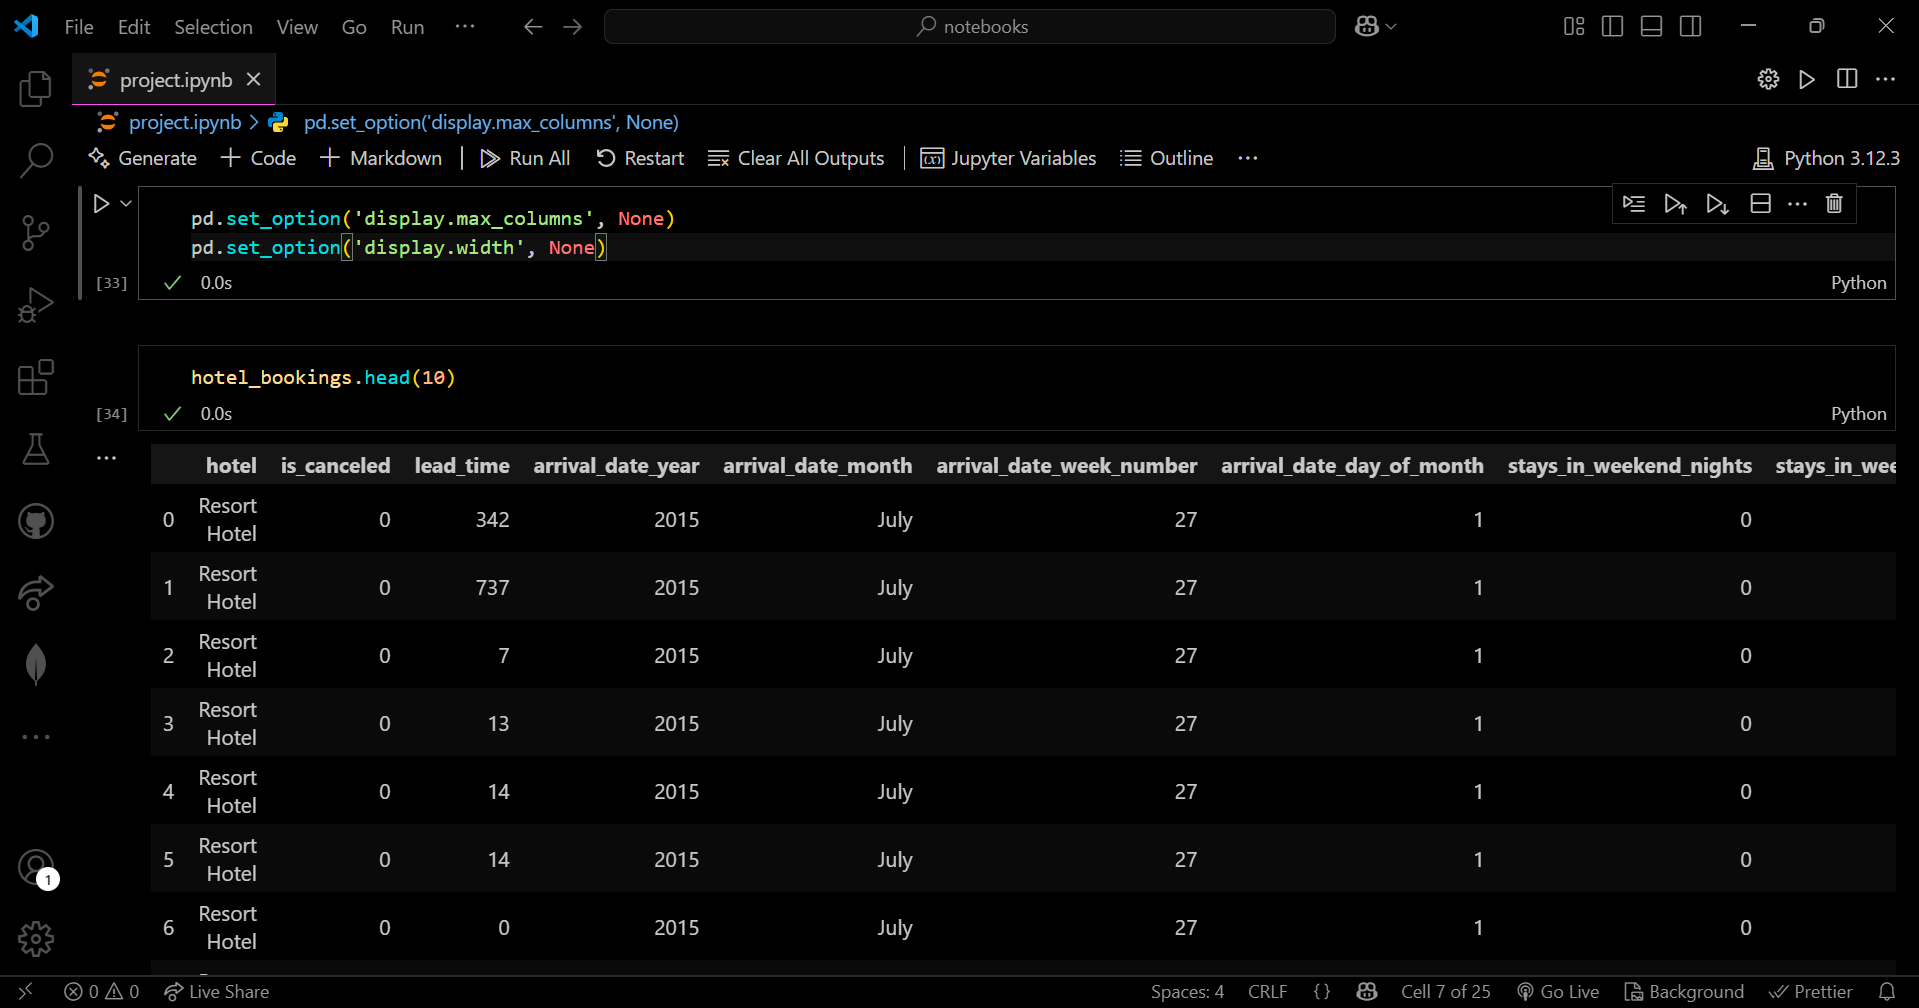 File Edit Selection View Go Run ··· notebooks
project.ipynb
project.ipynb > pd.set_option('display.max_columns', None)
Generate + Code + Markdown | Run All Restart Clear All Outputs | Jupyter Variables Outline ··· Python 3.12.3
pd.set_option('display.max_columns', None)
pd.set_option('display.width', None)
[33] 0.0s Python
hotel_bookings.head(10)
[34] 0.0s Python
hotel is_canceled lead_time arrival_date_year arrival_date_month arrival_date_week_number arrival_date_day_of_month stays_in_weekend_nights stays_in_wee
0 Resort Hotel 0 342 2015 July 27 1 0
1 Resort Hotel 0 737 2015 July 27 1 0
2 Resort Hotel 0 7 2015 July 27 1 0
3 Resort Hotel 0 13 2015 July 27 1 0
4 Resort Hotel 0 14 2015 July 27 1 0
5 Resort Hotel 0 14 2015 July 27 1 0
6 Resort Hotel 0 0 2015 July 27 1 0
1
0 0 Live Share Spaces: 4 CRLF {} Cell 7 of 25 Go Live Background Prettier